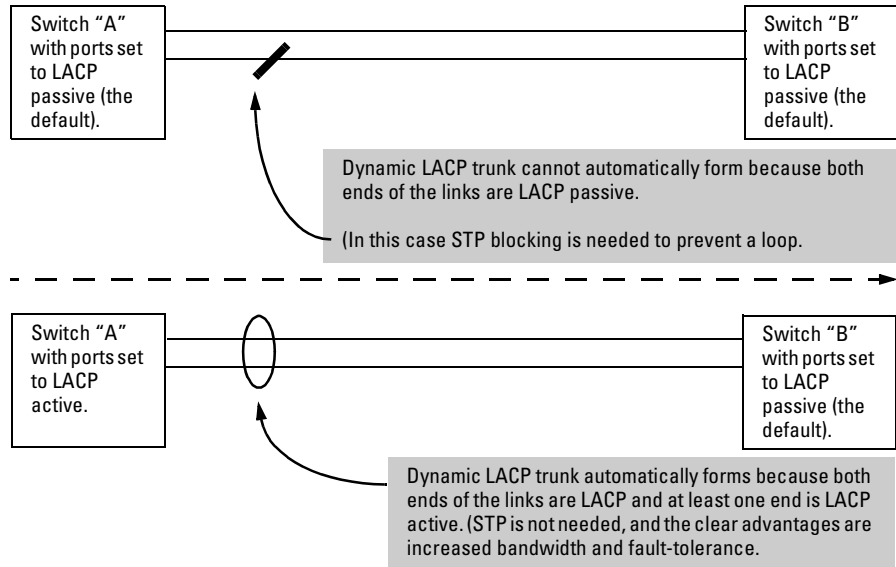 Switch “A”
with ports set
to LACP
passive (the
default).
Switch “B”
with ports set
to LACP
passive (the
default).
Dynamic LACP trunk cannot automatically form because both
ends of the links are LACP passive.
(In this case STP blocking is needed to prevent a loop.
Switch “A”
with ports set
to LACP
active.
Switch “B”
with ports set
to LACP
passive (the
default).
Dynamic LACP trunk automatically forms because both
ends of the links are LACP and at least one end is LACP
active. (STP is not needed, and the clear advantages are
increased bandwidth and fault-tolerance.